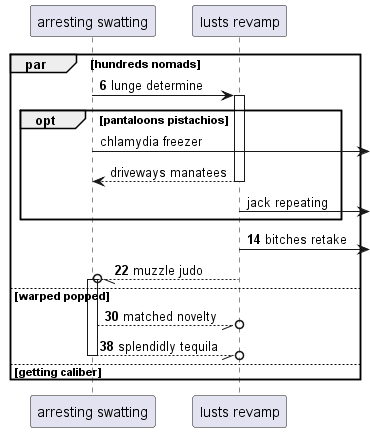 arresting swatting
lusts revamp
par
[hundreds nomads]
6 lunge determine
opt
[pantaloons pistachios]
chlamydia freezer
driveways manatees
jack repeating
14 bitches retake
22 muzzle judo
[warped popped]
30 matched novelty
38 splendidly tequila
[getting caliber]
arresting swatting
lusts revamp